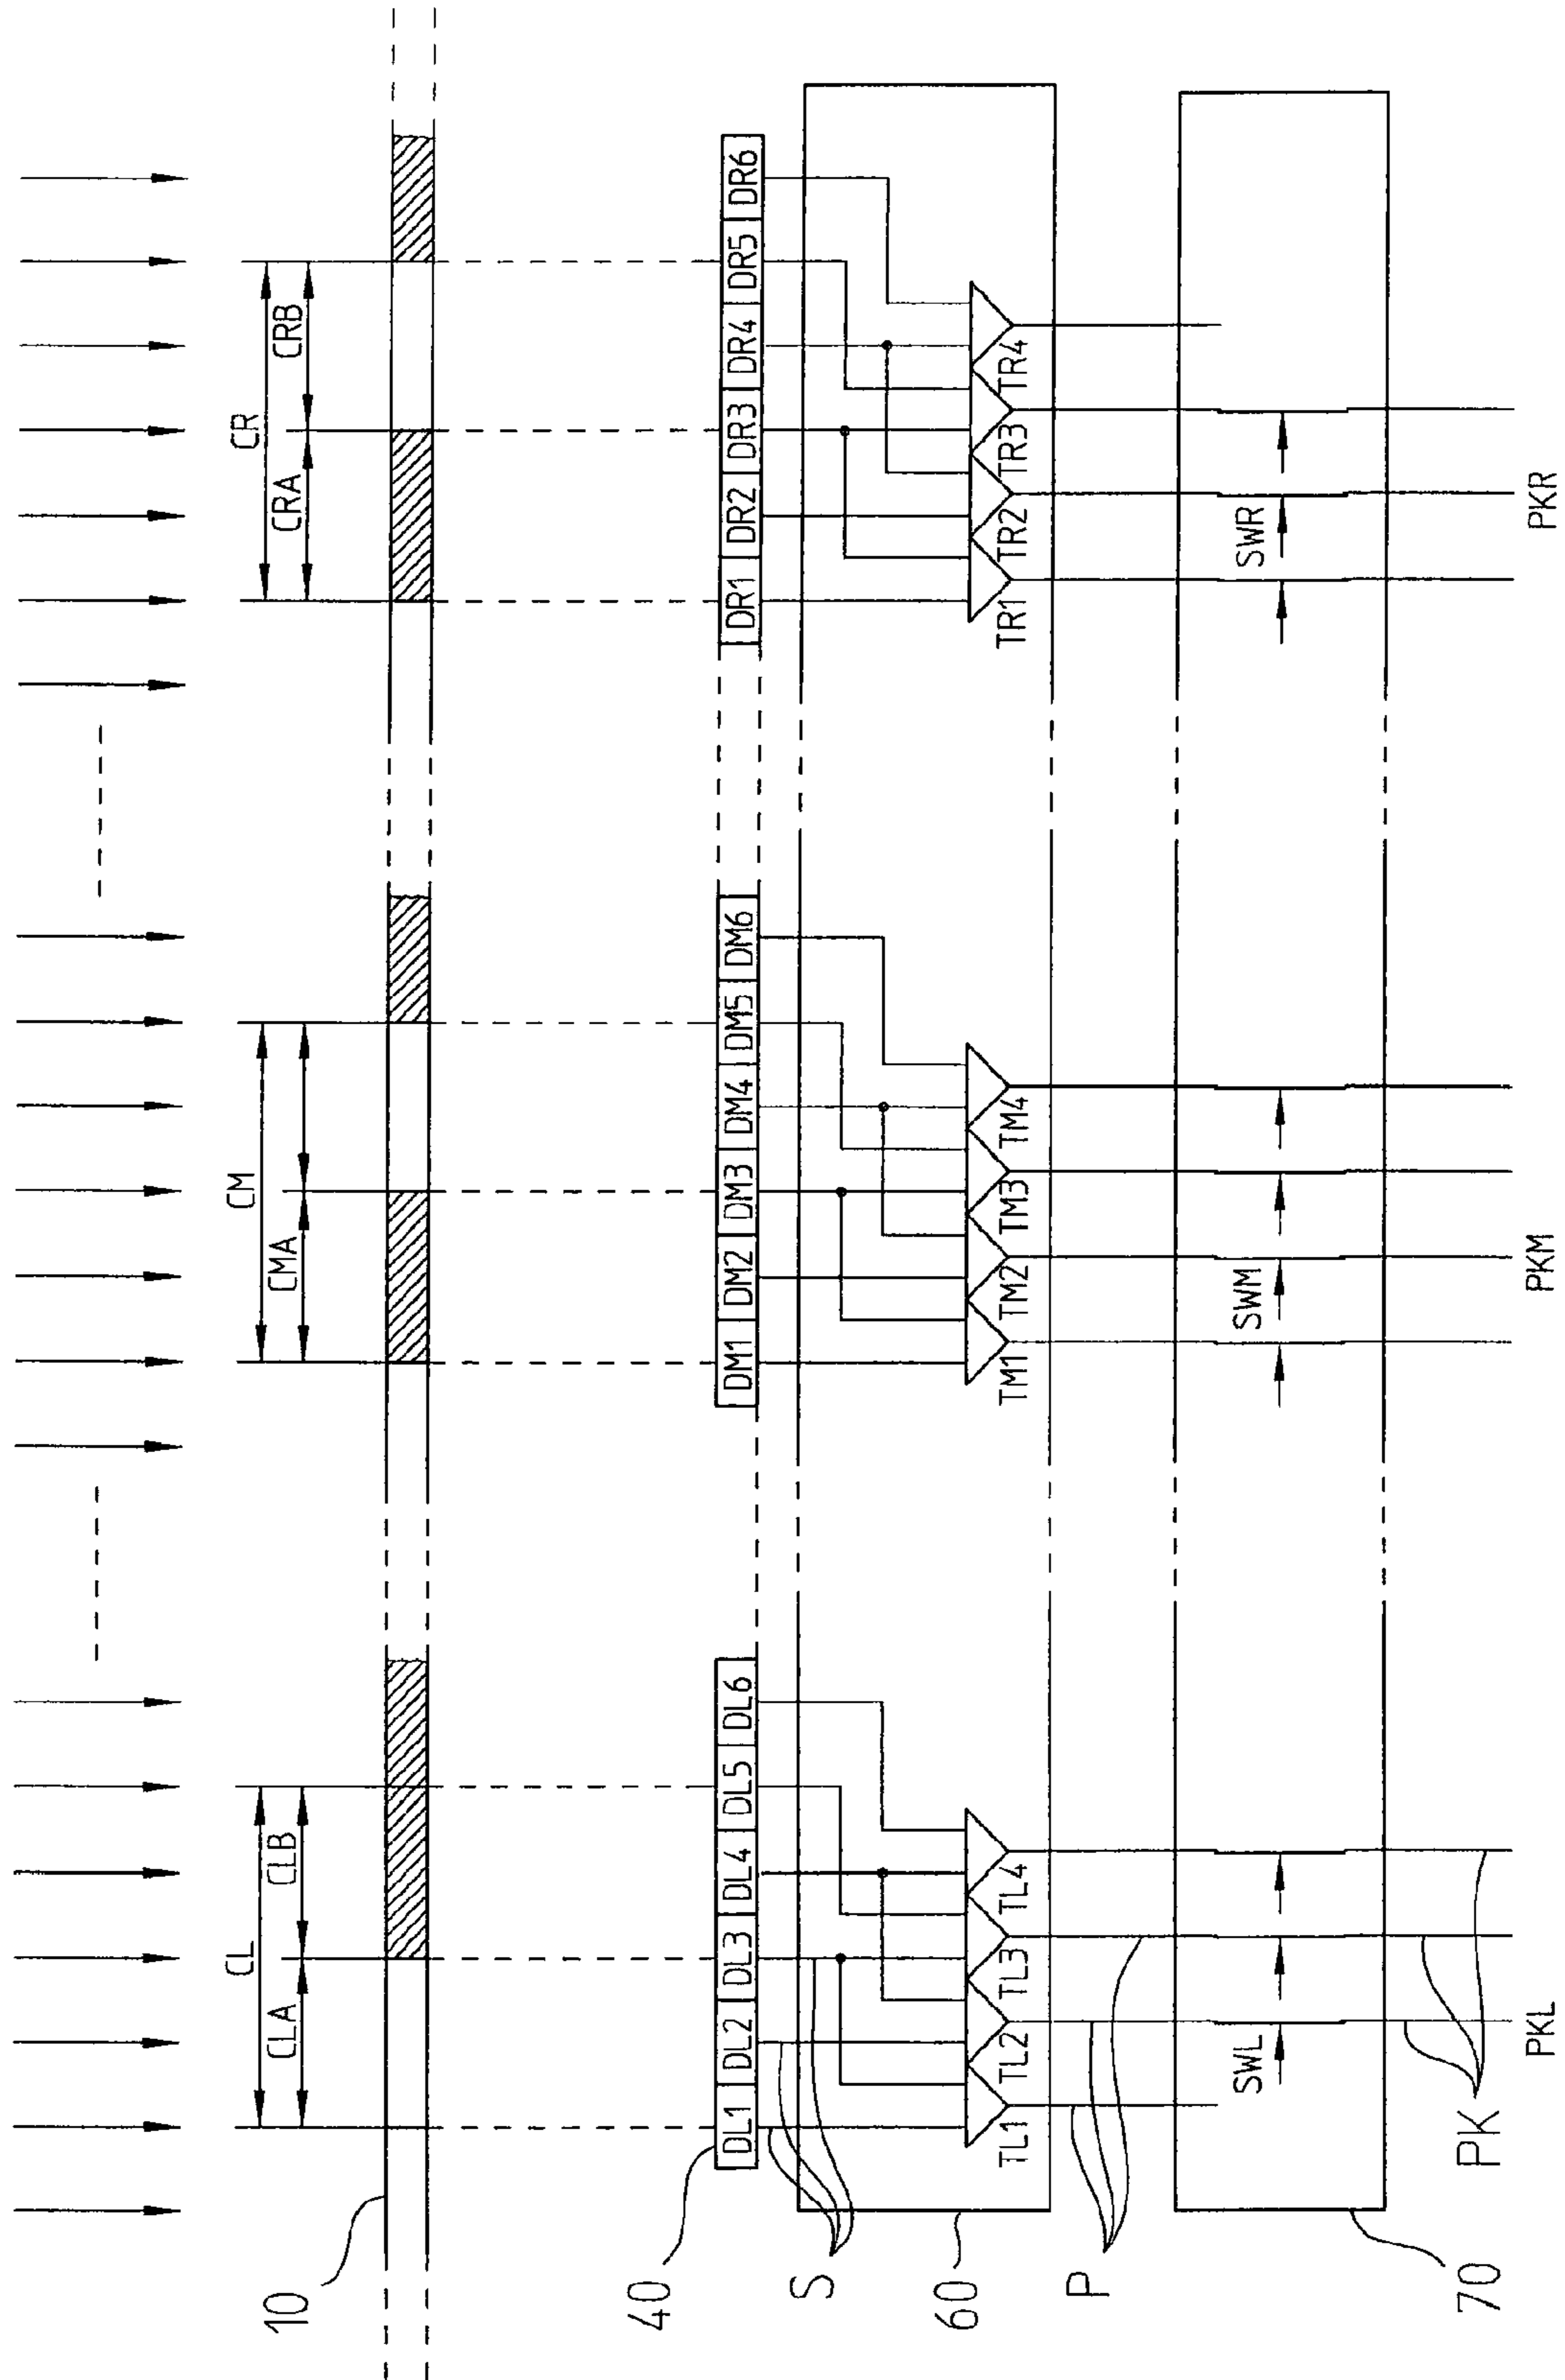 CL
CM
CR
CLA
CLB
CMA
CRA
CRB
10
40
DL1
DL2
DL3
DL4
DL5
DL6
DM1
DM2
DM3
DM4
DM5
DM6
DR1
DR2
DR3
DR4
DR5
DR6
S
60
TL1
TL2
TL3
TL4
TM1
TM2
TM3
TM4
TR1
TR2
TR3
TR4
P
SWL
SWM
SWR
70
PK
PKL
PKM
PKR